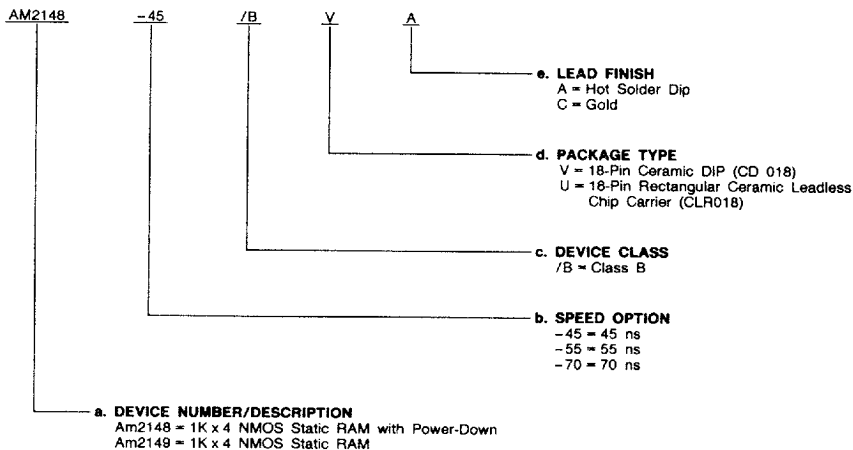 AM2148 -45 /B V A
e. LEAD FINISH
A = Hot Solder Dip
C = Gold
d. PACKAGE TYPE
V = 18-Pin Ceramic DIP (CD 018)
U = 18-Pin Rectangular Ceramic Leadless
Chip Carrier (CLR018)
c. DEVICE CLASS
/B = Class B
b. SPEED OPTION
-45 = 45 ns
-55 = 55 ns
-70 = 70 ns
a. DEVICE NUMBER/DESCRIPTION
Am2148 = 1K x 4 NMOS Static RAM with Power-Down
Am2149 = 1K x 4 NMOS Static RAM